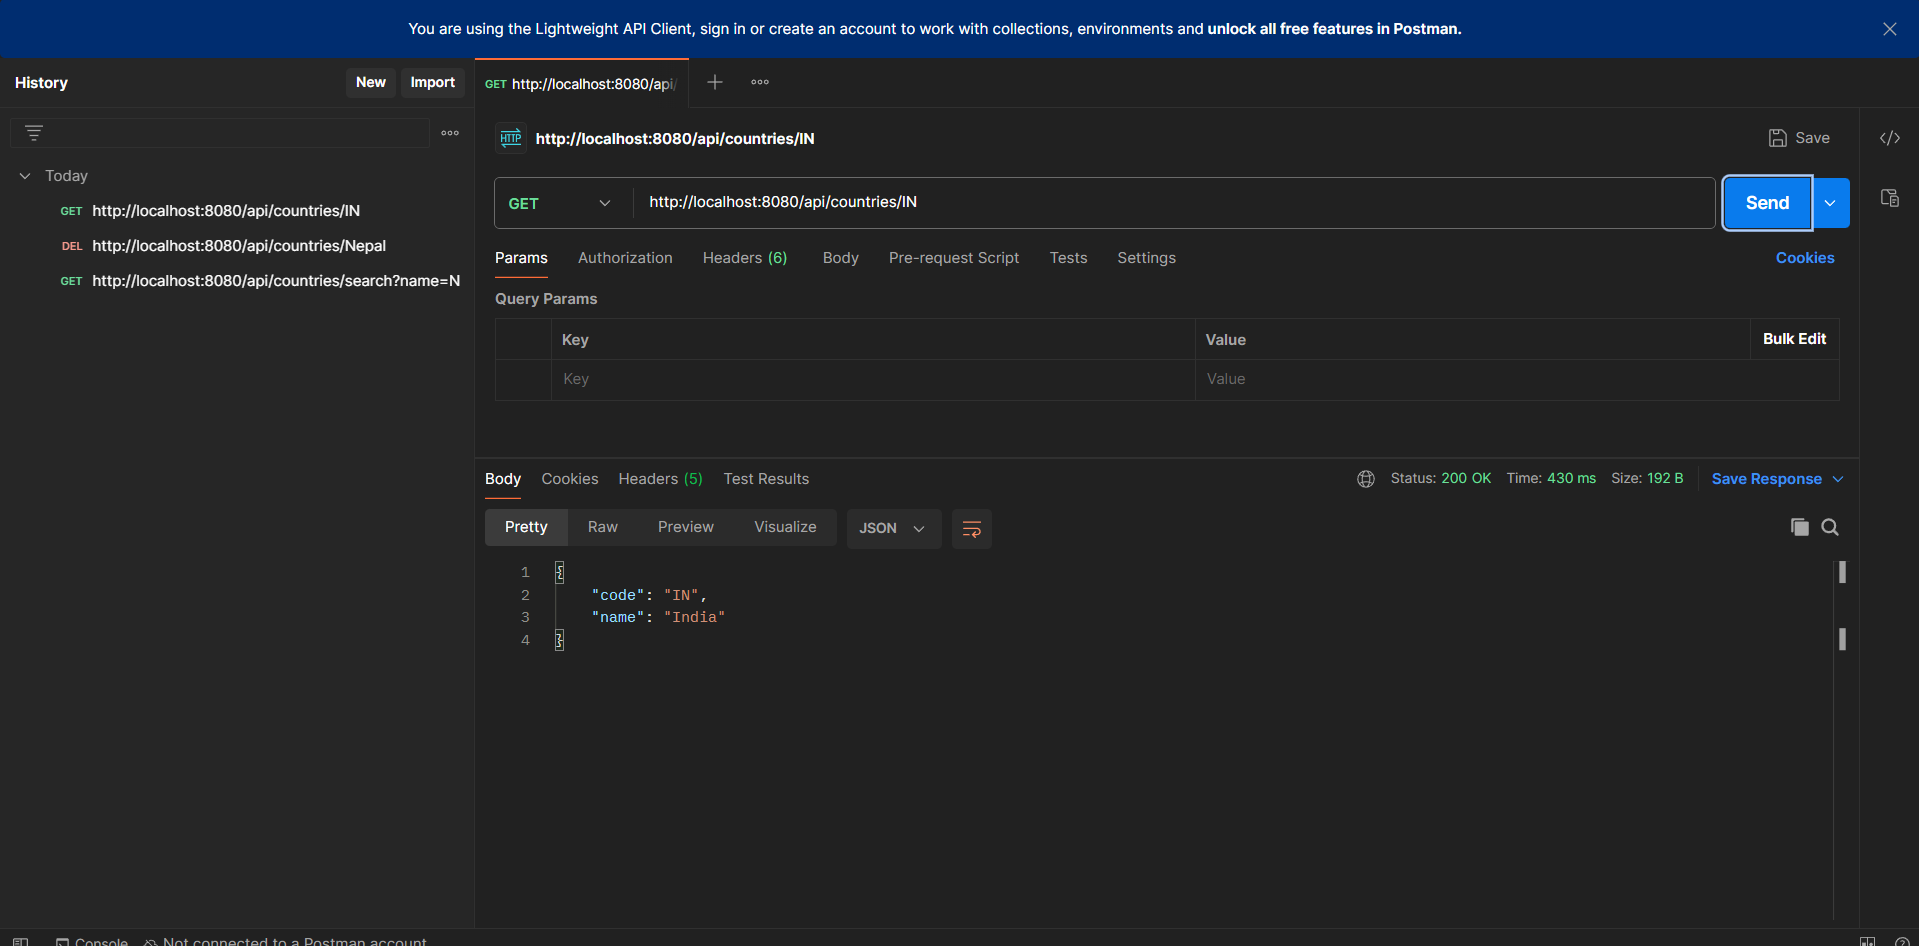 You are using the Lightweight API Client, sign in or create an account to work with collections, environments and unlock all free features in Postman.
History
New
Import
GET http://localhost:8080/api/
Today
GET http://localhost:8080/api/countries/IN
DEL http://localhost:8080/api/countries/Nepal
GET http://localhost:8080/api/countries/search?name=N
HTTP http://localhost:8080/api/countries/IN
Save
</>
GET http://localhost:8080/api/countries/IN
Send
Params Authorization Headers (6) Body Pre-request Script Tests Settings
Cookies
Query Params
Key Value Bulk Edit
Key Value
Body Cookies Headers (5) Test Results
Status: 200 OK Time: 430 ms Size: 192 B
Save Response
Pretty Raw Preview Visualize JSON
1 {
2 "code": "IN",
3 "name": "India"
4 }
Console Not connected to a Postman account